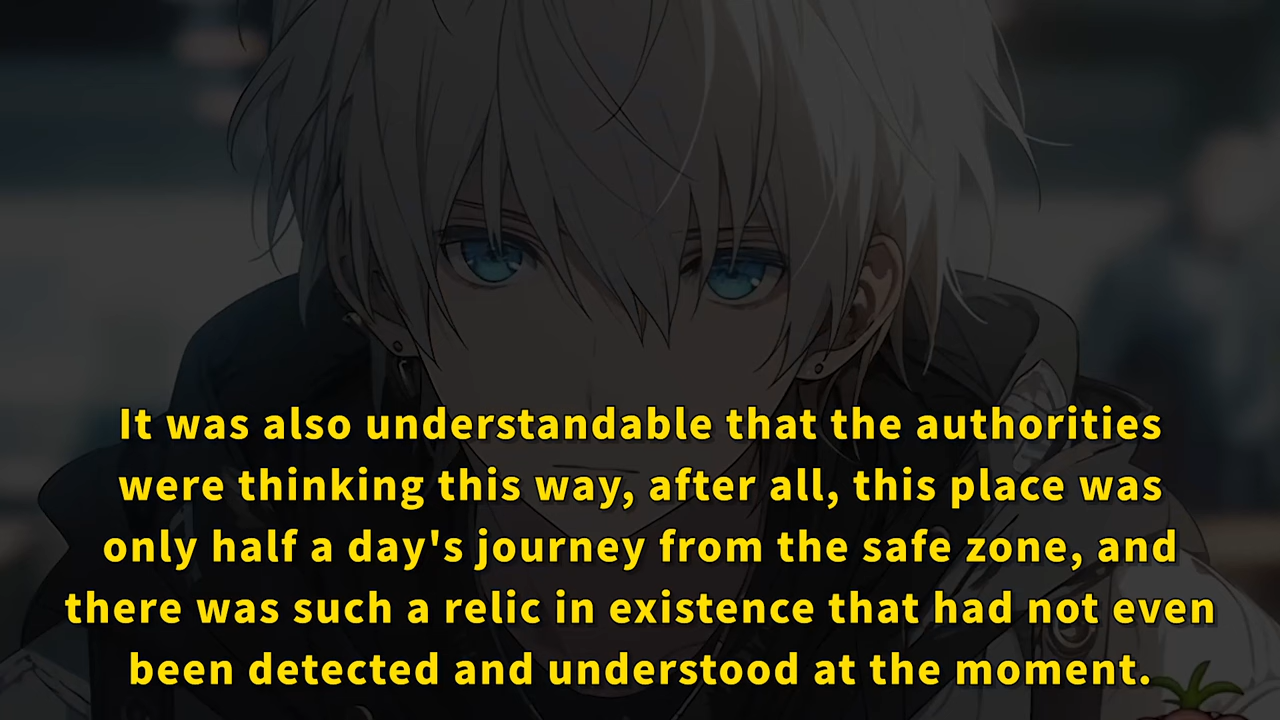 It was also understandable that the authorities
were thinking this way, after all, this place was
only half a day's journey from the safe zone, and
there was such a relic in existence that had not even
been detected and understood at the moment.